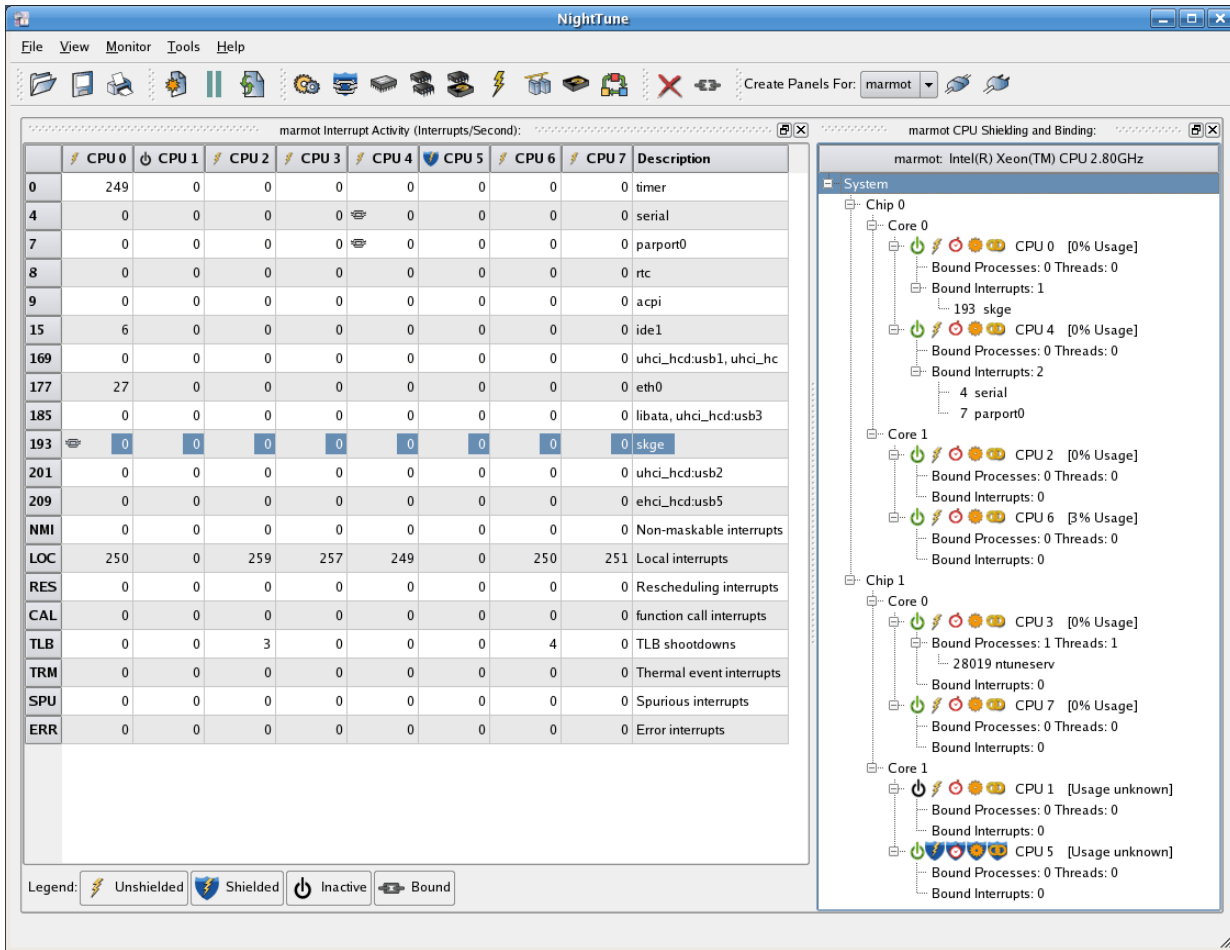 NightTune
File View Monitor Tools Help
Create Panels For: marmot
marmot Interrupt Activity (Interrupts/Second):
CPU 0 CPU 1 CPU 2 CPU 3 CPU 4 CPU 5 CPU 6 CPU 7 Description
0 249 0 0 0 0 0 0 0 timer
4 0 0 0 0 0 0 0 0 serial
7 0 0 0 0 0 0 0 0 parport0
8 0 0 0 0 0 0 0 0 rtc
9 0 0 0 0 0 0 0 0 acpi
15 6 0 0 0 0 0 0 0 ide1
169 0 0 0 0 0 0 0 0 uhci_hcd:usb1, uhci_hc
177 27 0 0 0 0 0 0 0 eth0
185 0 0 0 0 0 0 0 0 libata, uhci_hcd:usb3
193 0 0 0 0 0 0 0 0 skge
201 0 0 0 0 0 0 0 0 uhci_hcd:usb2
209 0 0 0 0 0 0 0 0 ehci_hcd:usb5
NMI 0 0 0 0 0 0 0 0 Non-maskable interrupts
LOC 250 0 259 257 249 0 250 251 Local interrupts
RES 0 0 0 0 0 0 0 0 Rescheduling interrupts
CAL 0 0 0 0 0 0 0 0 function call interrupts
TLB 0 0 3 0 0 0 4 0 TLB shootdowns
TRM 0 0 0 0 0 0 0 0 Thermal event interrupts
SPU 0 0 0 0 0 0 0 0 Spurious interrupts
ERR 0 0 0 0 0 0 0 0 Error interrupts
Legend: Unshielded Shielded Inactive Bound
marmot CPU Shielding and Binding:
marmot: Intel(R) Xeon(TM) CPU 2.80GHz
System
Chip 0
Core 0
CPU 0 [0% Usage]
Bound Processes: 0 Threads: 0
Bound Interrupts: 1
193 skge
CPU 4 [0% Usage]
Bound Processes: 0 Threads: 0
Bound Interrupts: 2
4 serial
7 parport0
Core 1
CPU 2 [0% Usage]
Bound Processes: 0 Threads: 0
Bound Interrupts: 0
CPU 6 [3% Usage]
Bound Processes: 0 Threads: 0
Bound Interrupts: 0
Chip 1
Core 0
CPU 3 [0% Usage]
Bound Processes: 1 Threads: 1
28019 ntuneserv
Bound Interrupts: 0
CPU 7 [0% Usage]
Bound Processes: 0 Threads: 0
Bound Interrupts: 0
Core 1
CPU 1 [Usage unknown]
Bound Processes: 0 Threads: 0
Bound Interrupts: 0
CPU 5 [Usage unknown]
Bound Processes: 0 Threads: 0
Bound Interrupts: 0